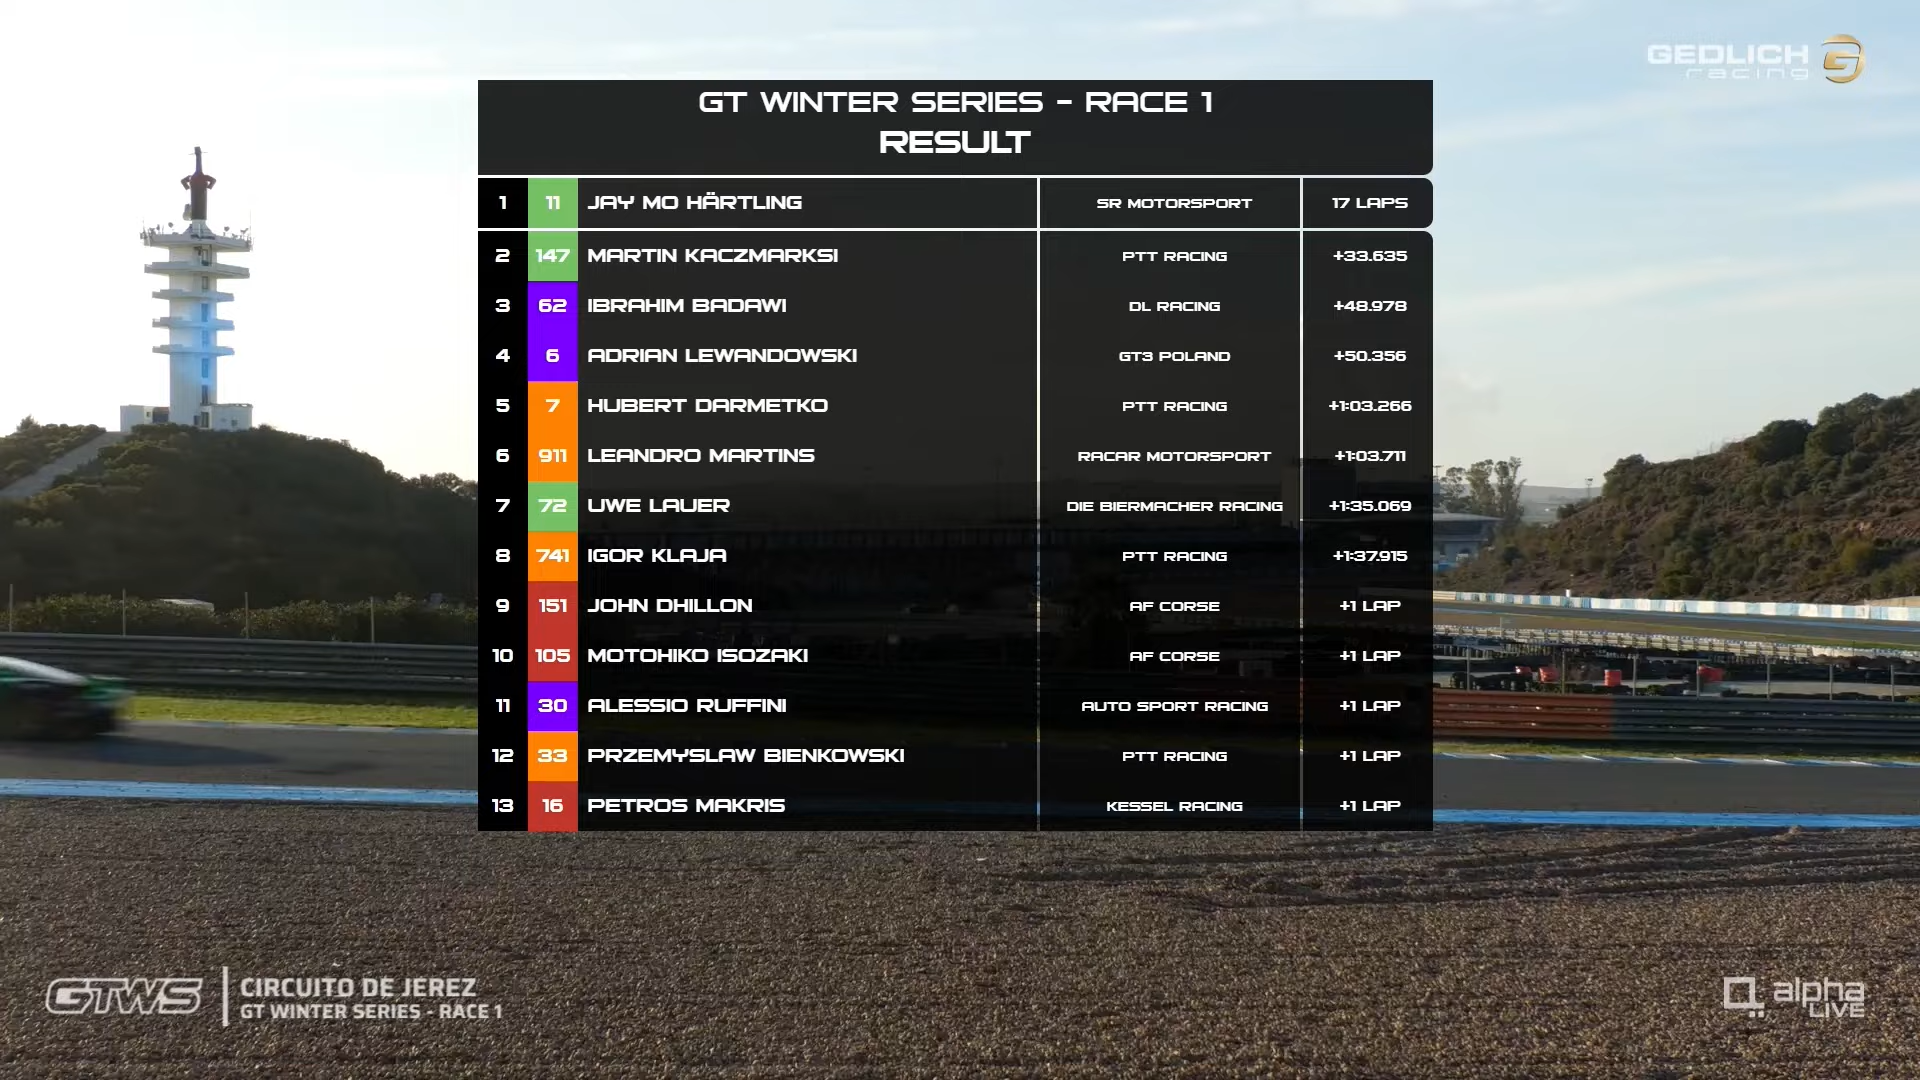 GEDLICH
racing
GT WINTER SERIES - RACE 1
RESULT
1 11 JAY MO HÄRTLING SR MOTORSPORT 17 LAPS
2 147 MARTIN KACZMARKSI PTT RACING +33.635
3 62 IBRAHIM BADAWI DL RACING +48.978
4 6 ADRIAN LEWANDOWSKI GT3 POLAND +50.356
5 7 HUBERT DARMETKO PTT RACING +1:03.266
6 911 LEANDRO MARTINS RACAR MOTORSPORT +1:03.711
7 72 UWE LAUER DIE BIERMACHER RACING +1:35.069
8 741 IGOR KLAJA PTT RACING +1:37.915
9 151 JOHN DHILLON AF CORSE +1 LAP
10 105 MOTOHIKO ISOZAKI AF CORSE +1 LAP
11 30 ALESSIO RUFFINI AUTO SPORT RACING +1 LAP
12 33 PRZEMYSLAW BIENKOWSKI PTT RACING +1 LAP
13 16 PETROS MAKRIS KESSEL RACING +1 LAP
GTWS
CIRCUITO DE JEREZ
GT WINTER SERIES - RACE 1
alpha
LIVE